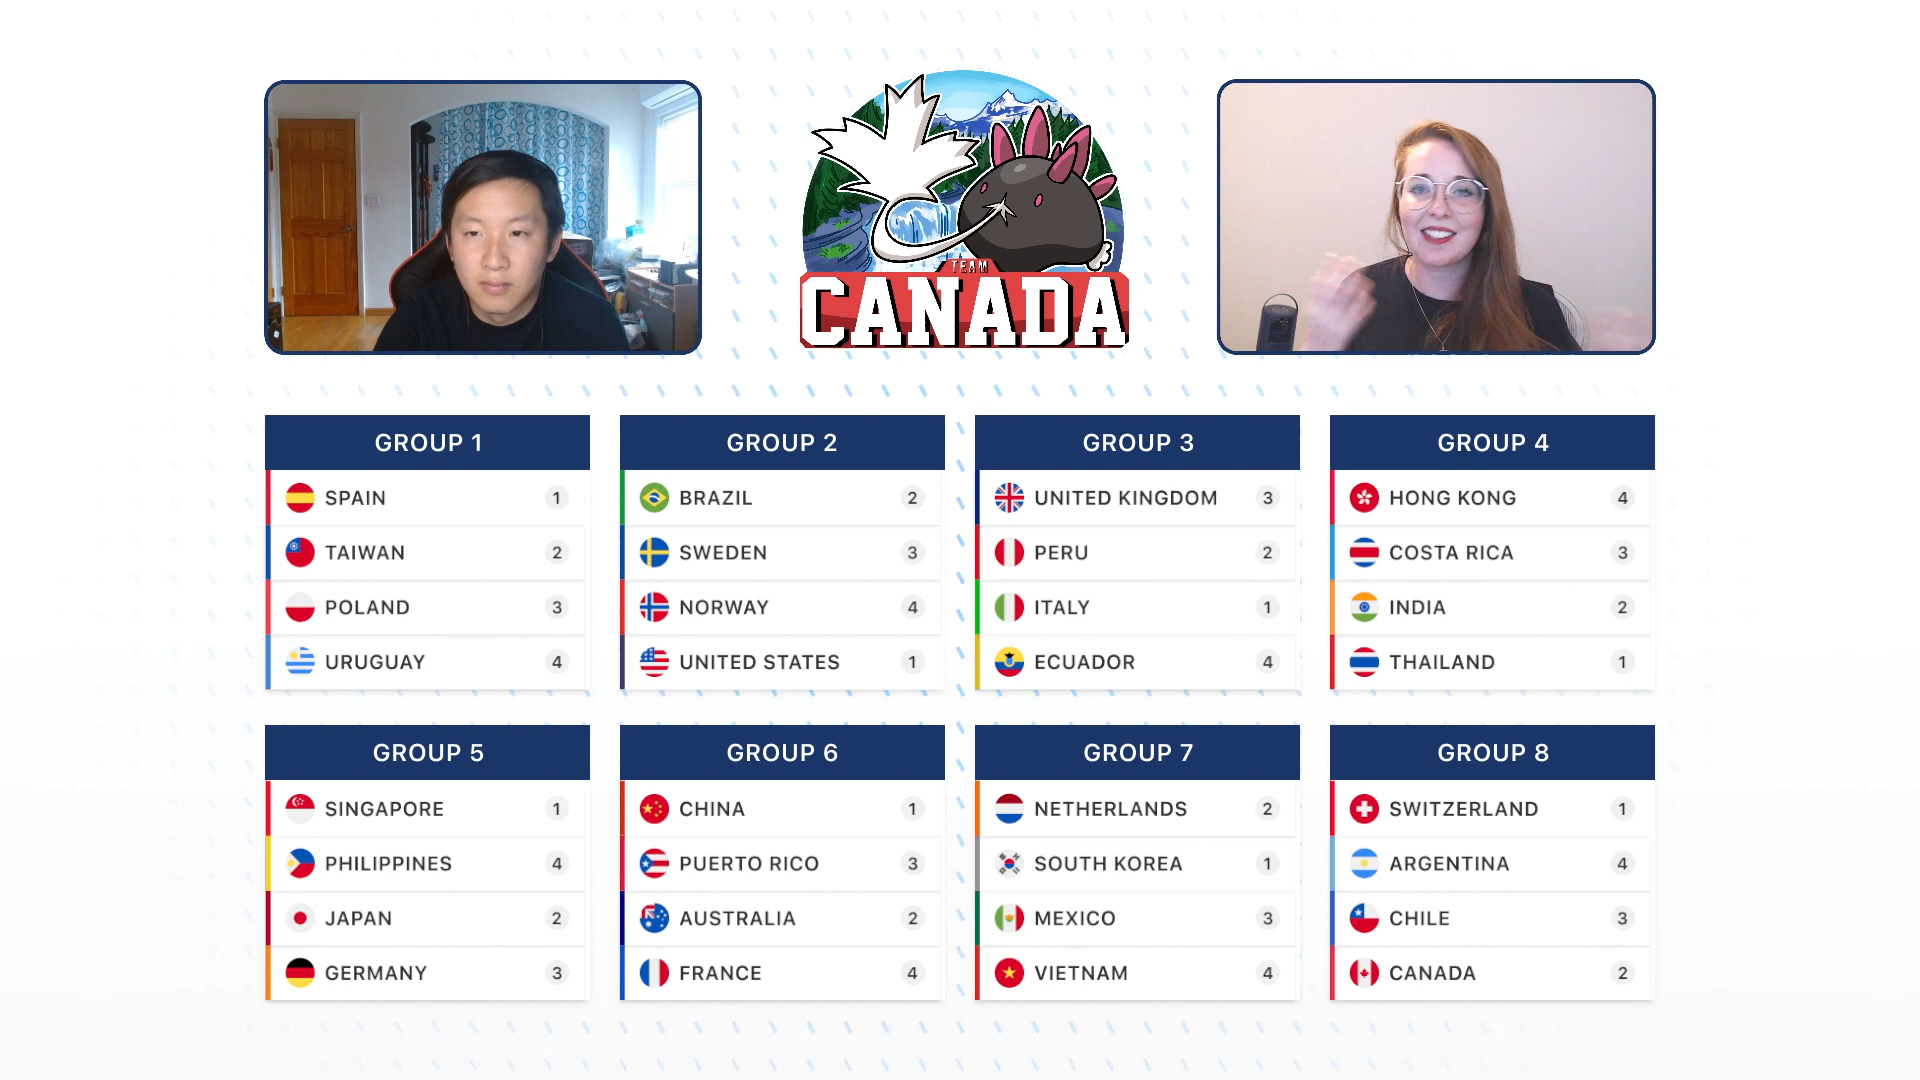 TEAM
CANADA
GROUP 1
SPAIN 1
TAIWAN 2
POLAND 3
URUGUAY 4
GROUP 2
BRAZIL 2
SWEDEN 3
NORWAY 4
UNITED STATES 1
GROUP 3
UNITED KINGDOM 3
PERU 2
ITALY 1
ECUADOR 4
GROUP 4
HONG KONG 4
COSTA RICA 3
INDIA 2
THAILAND 1
GROUP 5
SINGAPORE 1
PHILIPPINES 4
JAPAN 2
GERMANY 3
GROUP 6
CHINA 1
PUERTO RICO 3
AUSTRALIA 2
FRANCE 4
GROUP 7
NETHERLANDS 2
SOUTH KOREA 1
MEXICO 3
VIETNAM 4
GROUP 8
SWITZERLAND 1
ARGENTINA 4
CHILE 3
CANADA 2